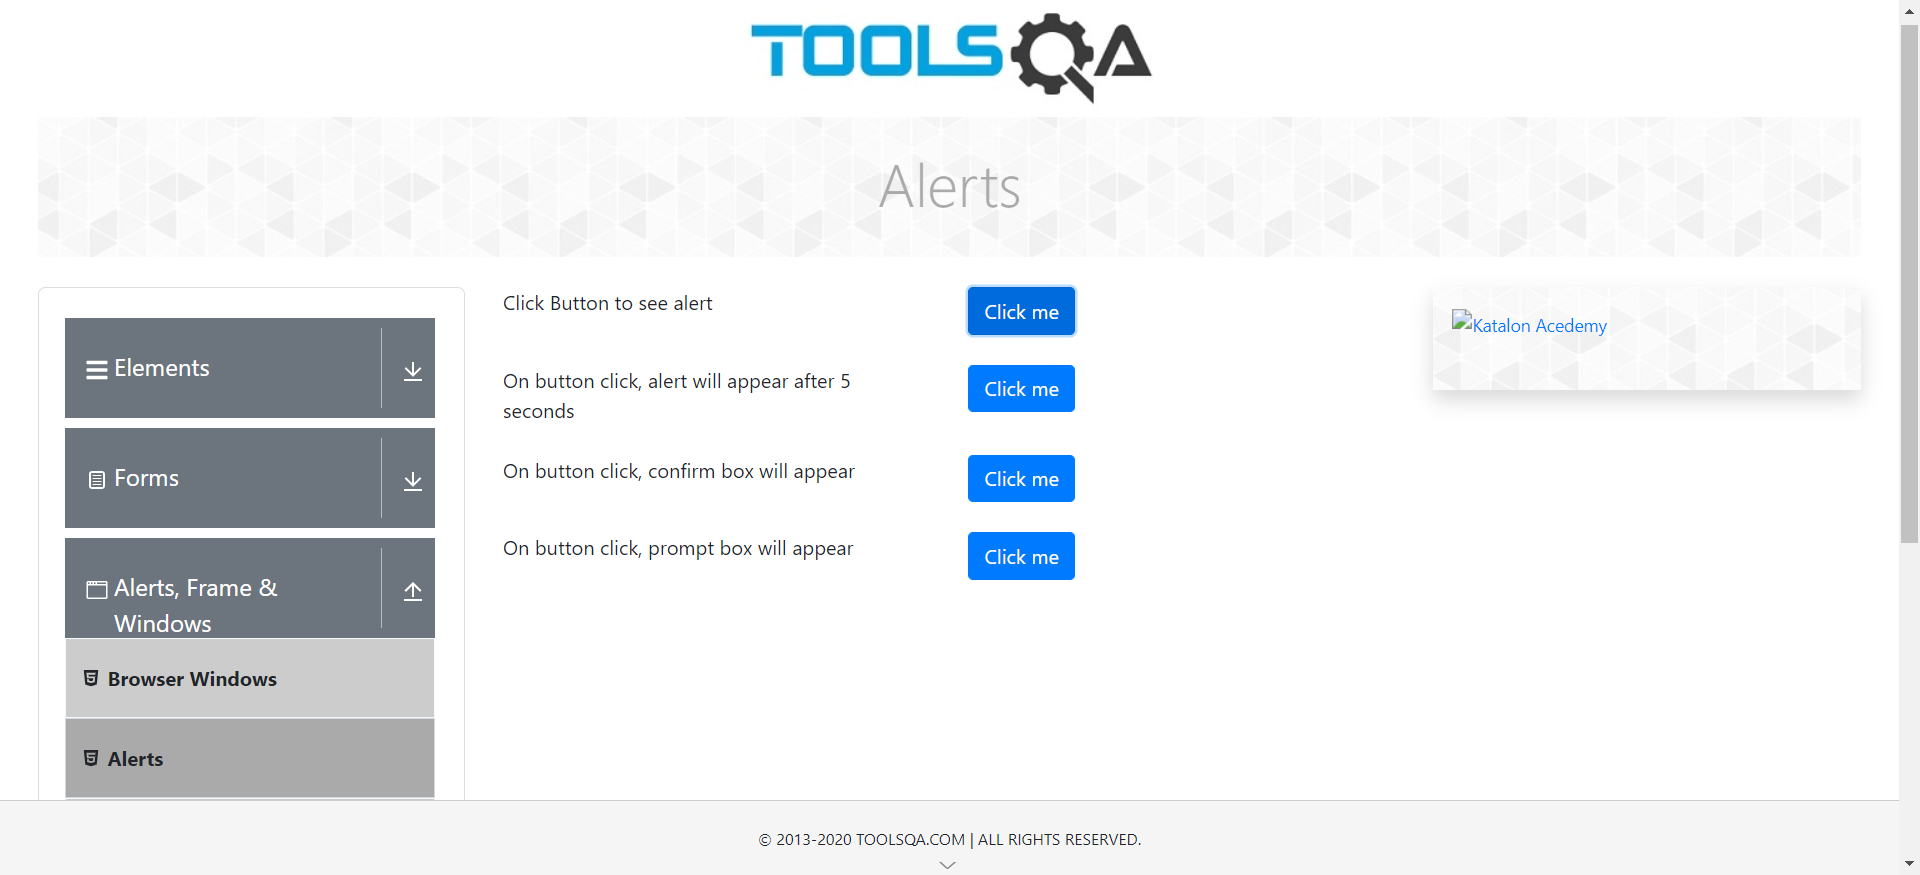 TOOLSQA
Alerts
Elements
Forms
Alerts, Frame &
Windows
Browser Windows
Alerts
Click Button to see alert
Click me
On button click, alert will appear after 5
seconds
Click me
On button click, confirm box will appear
Click me
On button click, prompt box will appear
Click me
Katalon Acedemy
© 2013-2020 TOOLSQA.COM | ALL RIGHTS RESERVED.